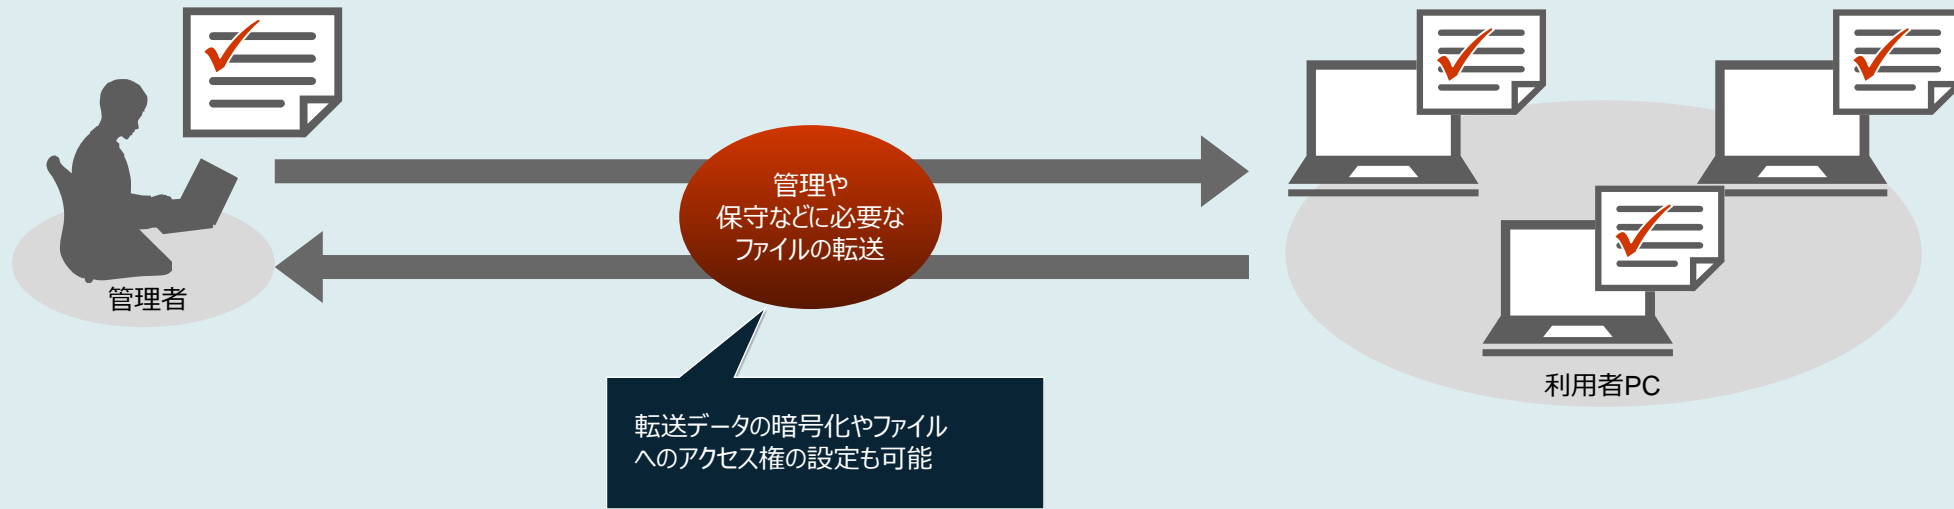 管理や
保守などに必要な
ファイルの転送
管理者
利用者PC
転送データの暗号化やファイル
へのアクセス権の設定も可能